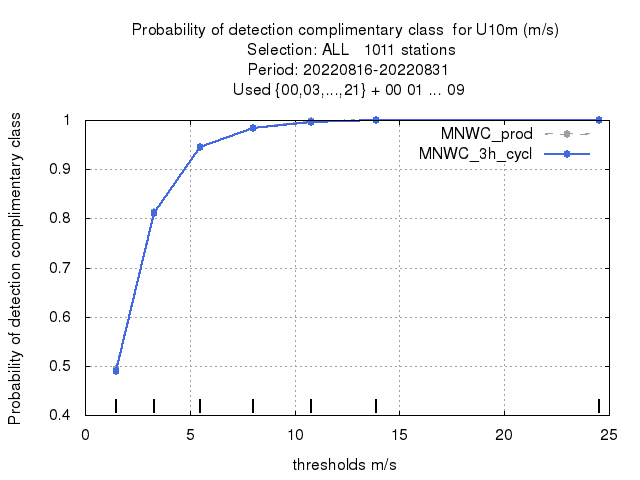 Probability of detection complimentary class  for U10m (m/s)
Selection: ALL   1011 stations
Period: 20220816-20220831
Used {00,03,...,21} + 00 01 ... 09
Probability of detection complimentary class
MNWC_prod
MNWC_3h_cycl
1
0.9
0.8
0.7
0.6
0.5
0.4
0 5 10 15 20 25
thresholds m/s